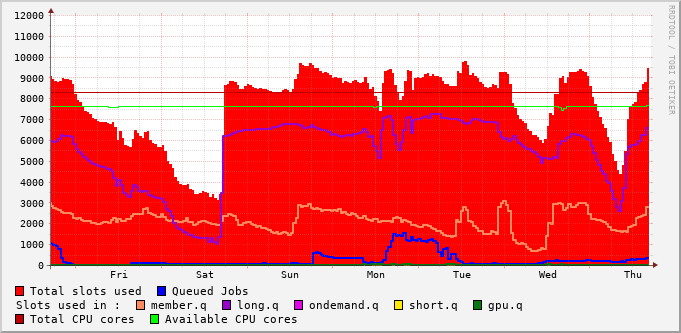 12000
11000
10000
9000
8000
7000
6000
5000
4000
3000
2000
1000
0
Fri Sat Sun Mon Tue Wed Thu
RRDTOOL / TOBI OETIKER
Total slots used Queued Jobs
Slots used in : member.q long.q ondemand.q short.q gpu.q
Total CPU cores Available CPU cores